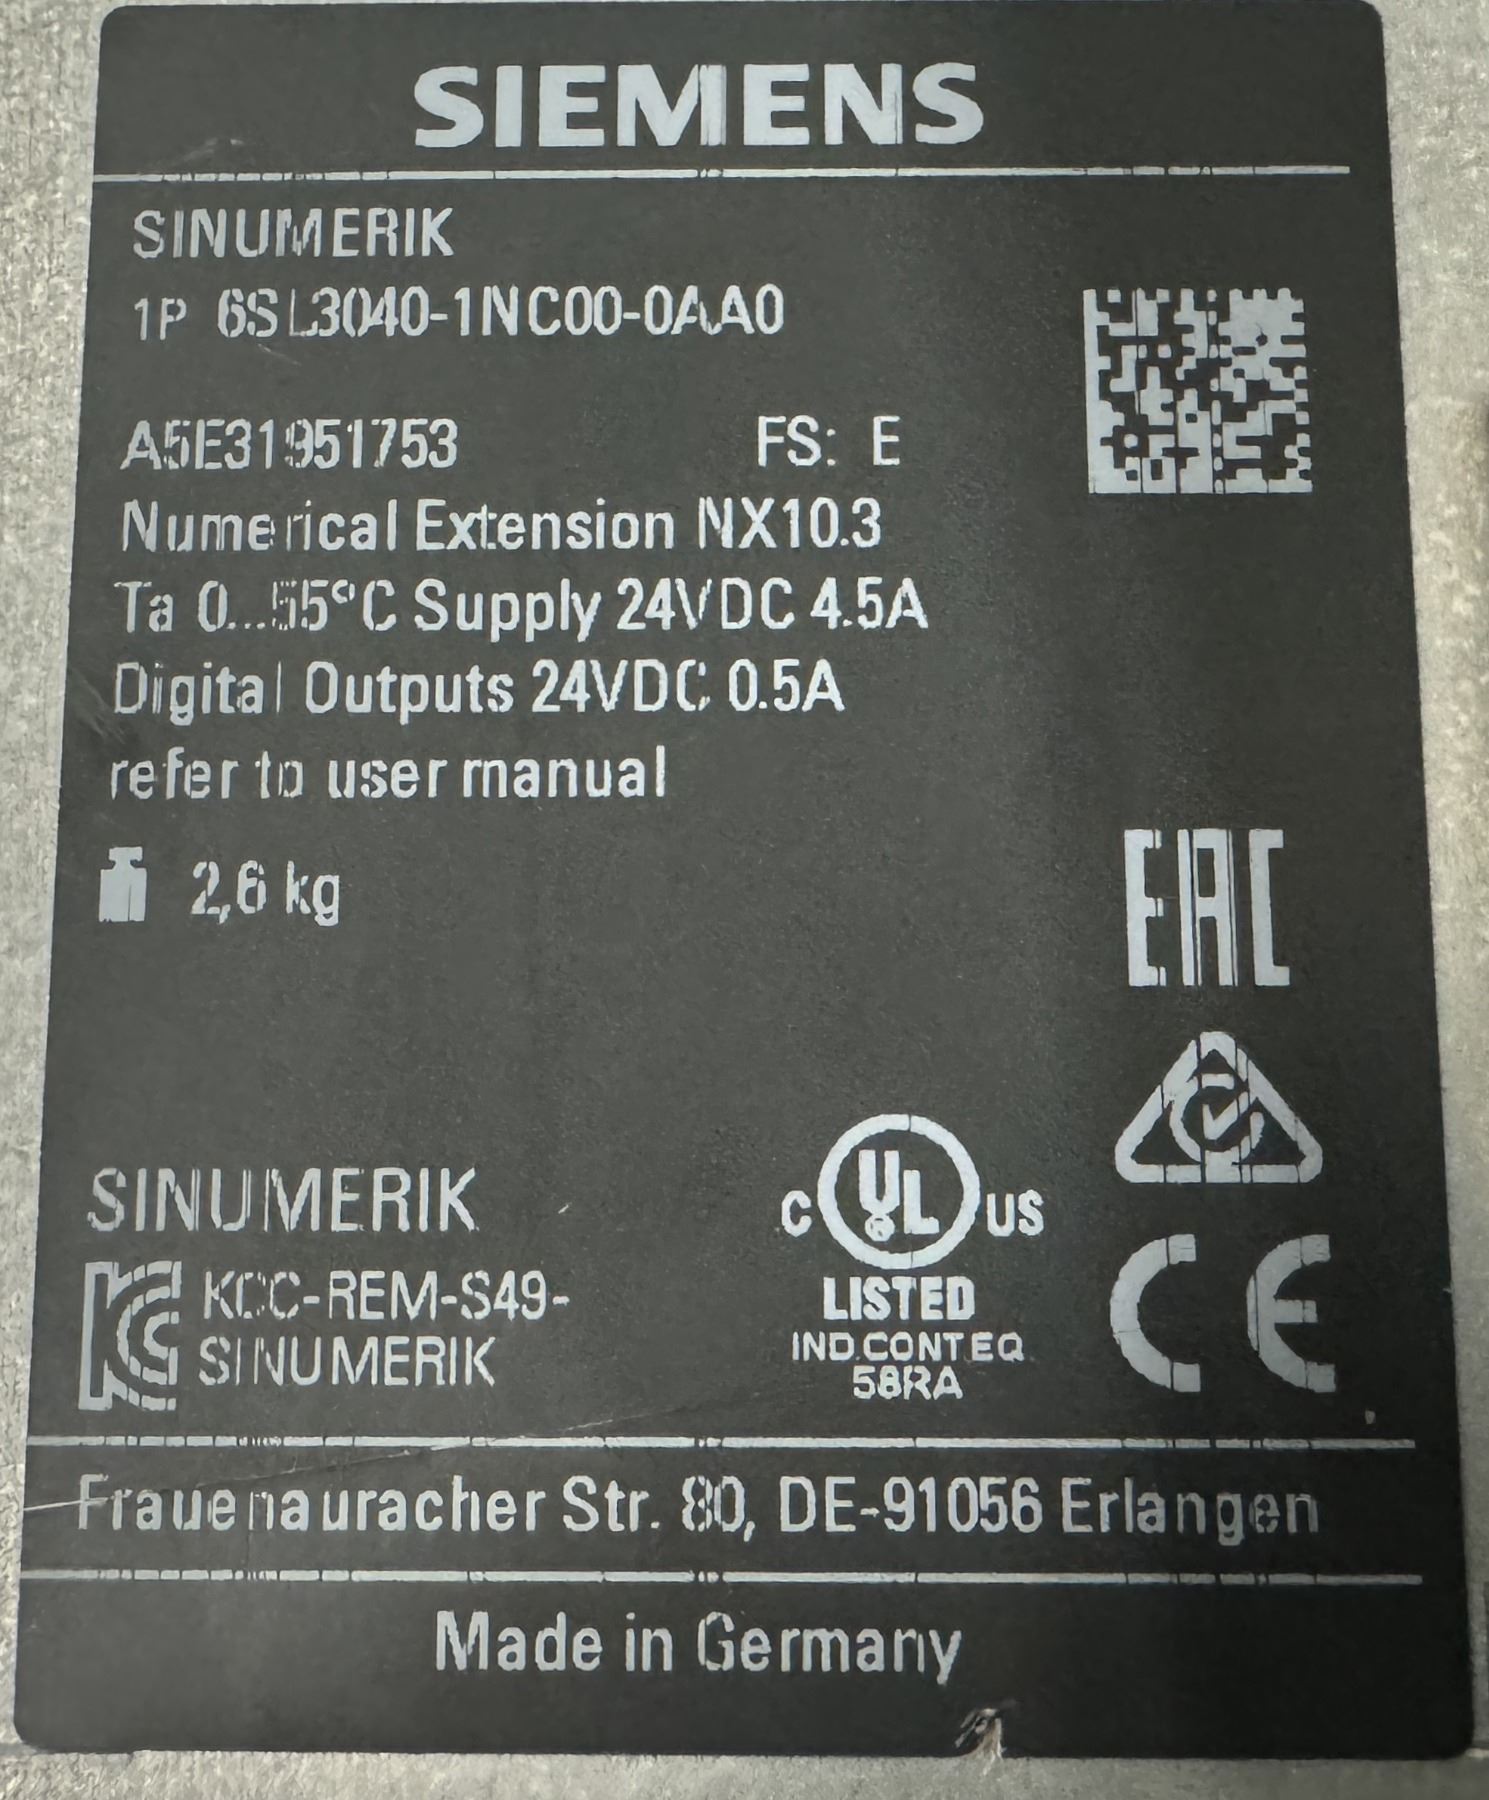 SIEMENS
SINUMERIK
1P 6SL3040-1NC00-0AA0
A5E31951753 FS: E
Numerical Extension NX10.3
Ta 0...55°C Supply 24VDC 4.5A
Digital Outputs 24VDC 0.5A
refer to user manual
2,6 kg
EAC
SINUMERIK
KCC-REM-S49-
SINUMERIK
C UL ® US
LISTED
IND.CONT.EQ
58RA
CE
Frauenauracher Str. 80, DE-91056 Erlangen
Made in Germany